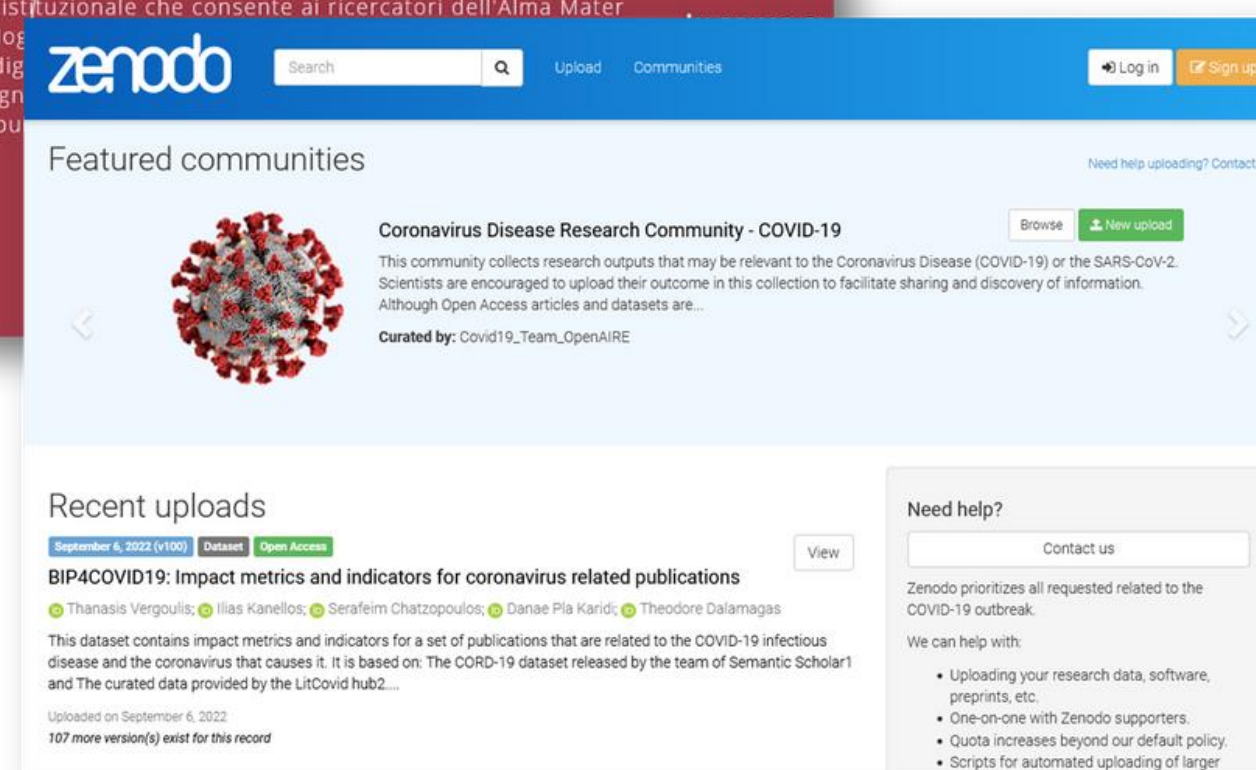 istituzionale che consente ai ricercatori dell'Alma Mater
zenodo
Search
Upload
Communities
Log in
Sign up
Featured communities
Need help uploading? Contact
Coronavirus Disease Research Community - COVID-19
Browse
New upload
This community collects research outputs that may be relevant to the Coronavirus Disease (COVID-19) or the SARS-CoV-2.
Scientists are encouraged to upload their outcome in this collection to facilitate sharing and discovery of information.
Although Open Access articles and datasets are...
Curated by: Covid19_Team_OpenAIRE
Recent uploads
September 6, 2022 (v100) Dataset Open Access
View
BIP4COVID19: Impact metrics and indicators for coronavirus related publications
Thanasis Vergoulis; Ilias Kanellos; Serafeim Chatzopoulos; Danae Pla Karidi; Theodore Dalamagas
This dataset contains impact metrics and indicators for a set of publications that are related to the COVID-19 infectious
disease and the coronavirus that causes it. It is based on: The CORD-19 dataset released by the team of Semantic Scholar1
and The curated data provided by the LitCovid hub2....
Uploaded on September 6, 2022
107 more version(s) exist for this record
Need help?
Contact us
Zenodo prioritizes all requested related to the
COVID-19 outbreak.
We can help with:
• Uploading your research data, software,
preprints, etc.
• One-on-one with Zenodo supporters.
• Quota increases beyond our default policy.
• Scripts for automated uploading of larger